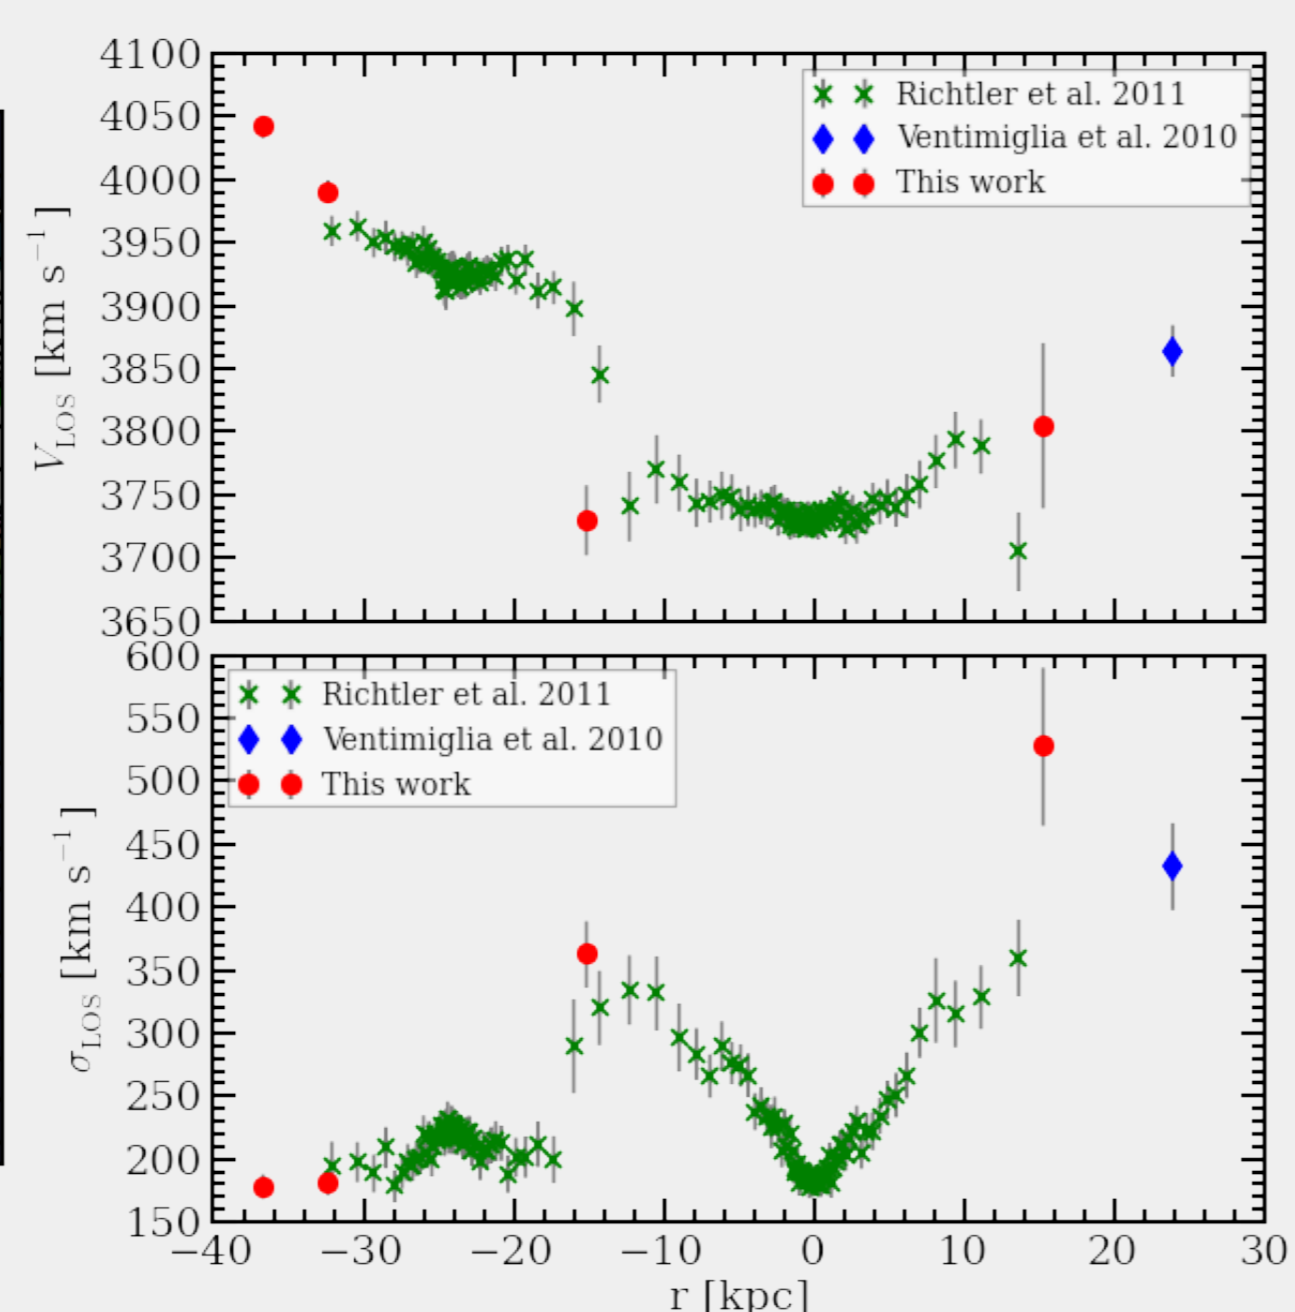 4100
4050
4000
3950
3900
3850
3800
3750
3700
3650
V_LOS [km s⁻¹]
Richtler et al. 2011
Ventimiglia et al. 2010
This work
600
550
500
450
400
350
300
250
200
150
σ_LOS [km s⁻¹]
Richtler et al. 2011
Ventimiglia et al. 2010
This work
−40 −30 −20 −10 0 10 20 30
r [kpc]